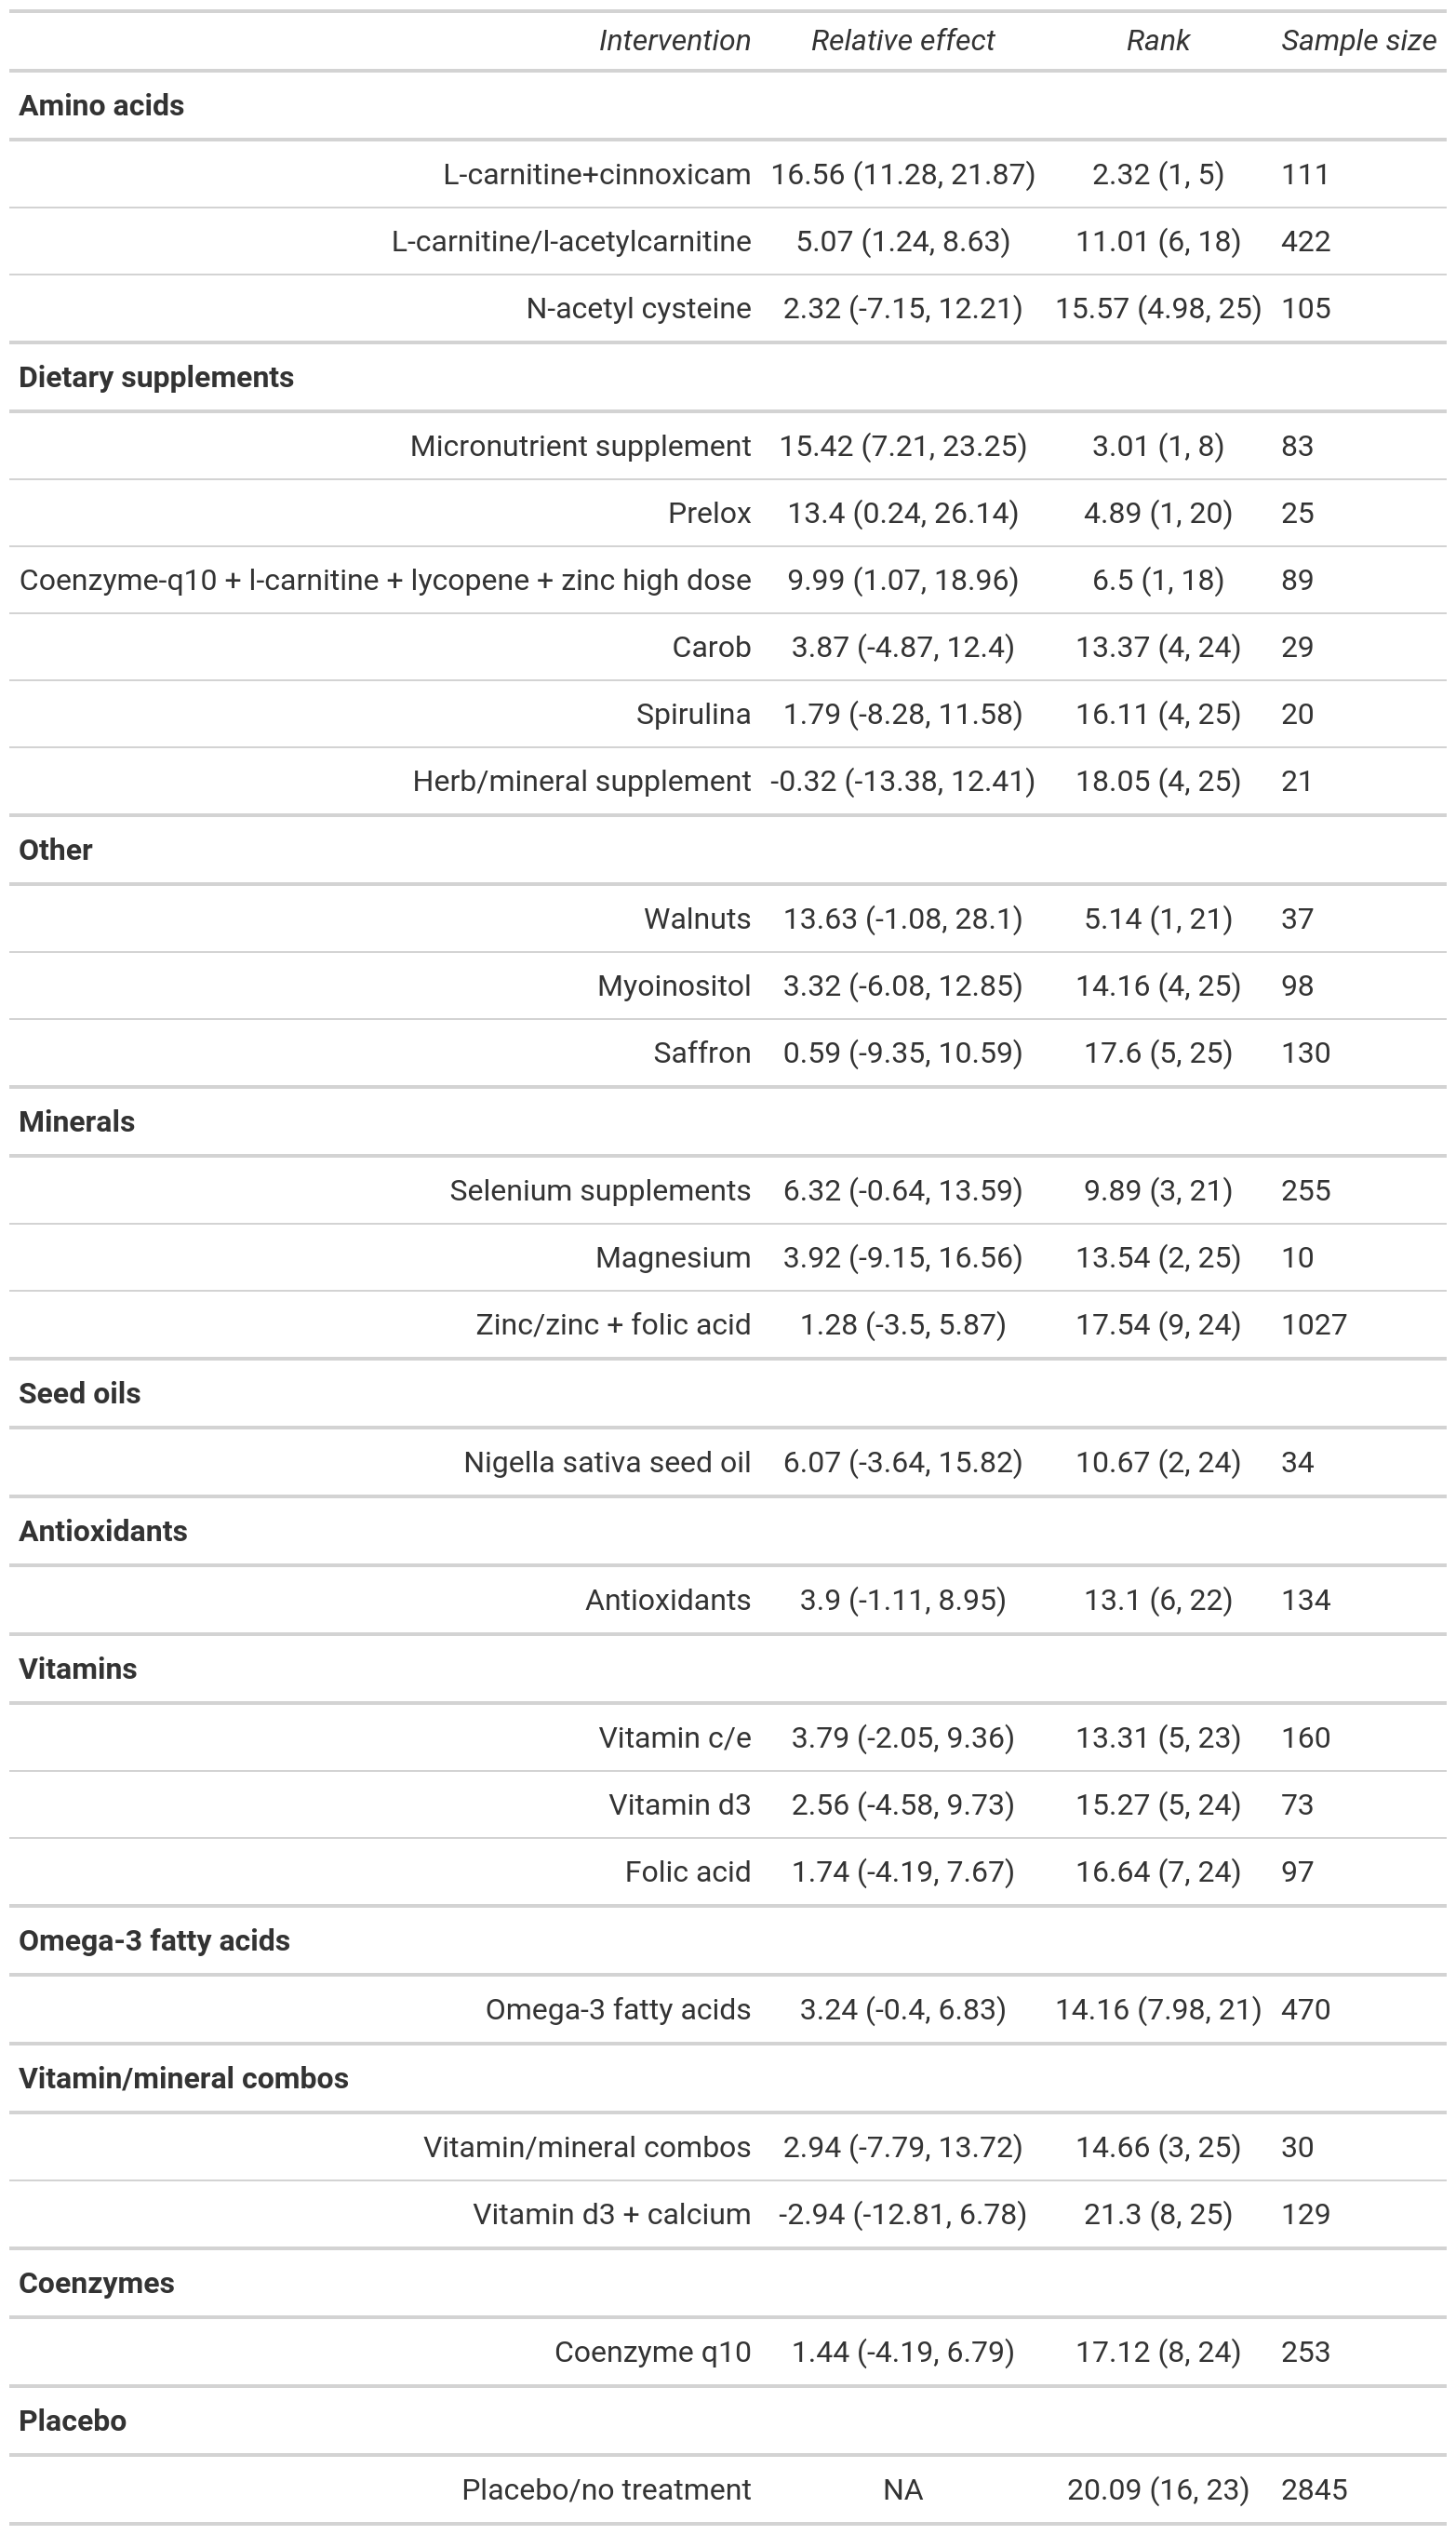 Intervention Relative effect Rank Sample size
Amino acids
L-carnitine+cinnoxicam 16.56 (11.28, 21.87) 2.32 (1, 5) 111
L-carnitine/l-acetylcarnitine 5.07 (1.24, 8.63) 11.01 (6, 18) 422
N-acetyl cysteine 2.32 (-7.15, 12.21) 15.57 (4.98, 25) 105
Dietary supplements
Micronutrient supplement 15.42 (7.21, 23.25) 3.01 (1, 8) 83
Prelox 13.4 (0.24, 26.14) 4.89 (1, 20) 25
Coenzyme-q10 + l-carnitine + lycopene + zinc high dose 9.99 (1.07, 18.96) 6.5 (1, 18) 89
Carob 3.87 (-4.87, 12.4) 13.37 (4, 24) 29
Spirulina 1.79 (-8.28, 11.58) 16.11 (4, 25) 20
Herb/mineral supplement -0.32 (-13.38, 12.41) 18.05 (4, 25) 21
Other
Walnuts 13.63 (-1.08, 28.1) 5.14 (1, 21) 37
Myoinositol 3.32 (-6.08, 12.85) 14.16 (4, 25) 98
Saffron 0.59 (-9.35, 10.59) 17.6 (5, 25) 130
Minerals
Selenium supplements 6.32 (-0.64, 13.59) 9.89 (3, 21) 255
Magnesium 3.92 (-9.15, 16.56) 13.54 (2, 25) 10
Zinc/zinc + folic acid 1.28 (-3.5, 5.87) 17.54 (9, 24) 1027
Seed oils
Nigella sativa seed oil 6.07 (-3.64, 15.82) 10.67 (2, 24) 34
Antioxidants
Antioxidants 3.9 (-1.11, 8.95) 13.1 (6, 22) 134
Vitamins
Vitamin c/e 3.79 (-2.05, 9.36) 13.31 (5, 23) 160
Vitamin d3 2.56 (-4.58, 9.73) 15.27 (5, 24) 73
Folic acid 1.74 (-4.19, 7.67) 16.64 (7, 24) 97
Omega-3 fatty acids
Omega-3 fatty acids 3.24 (-0.4, 6.83) 14.16 (7.98, 21) 470
Vitamin/mineral combos
Vitamin/mineral combos 2.94 (-7.79, 13.72) 14.66 (3, 25) 30
Vitamin d3 + calcium -2.94 (-12.81, 6.78) 21.3 (8, 25) 129
Coenzymes
Coenzyme q10 1.44 (-4.19, 6.79) 17.12 (8, 24) 253
Placebo
Placebo/no treatment NA 20.09 (16, 23) 2845